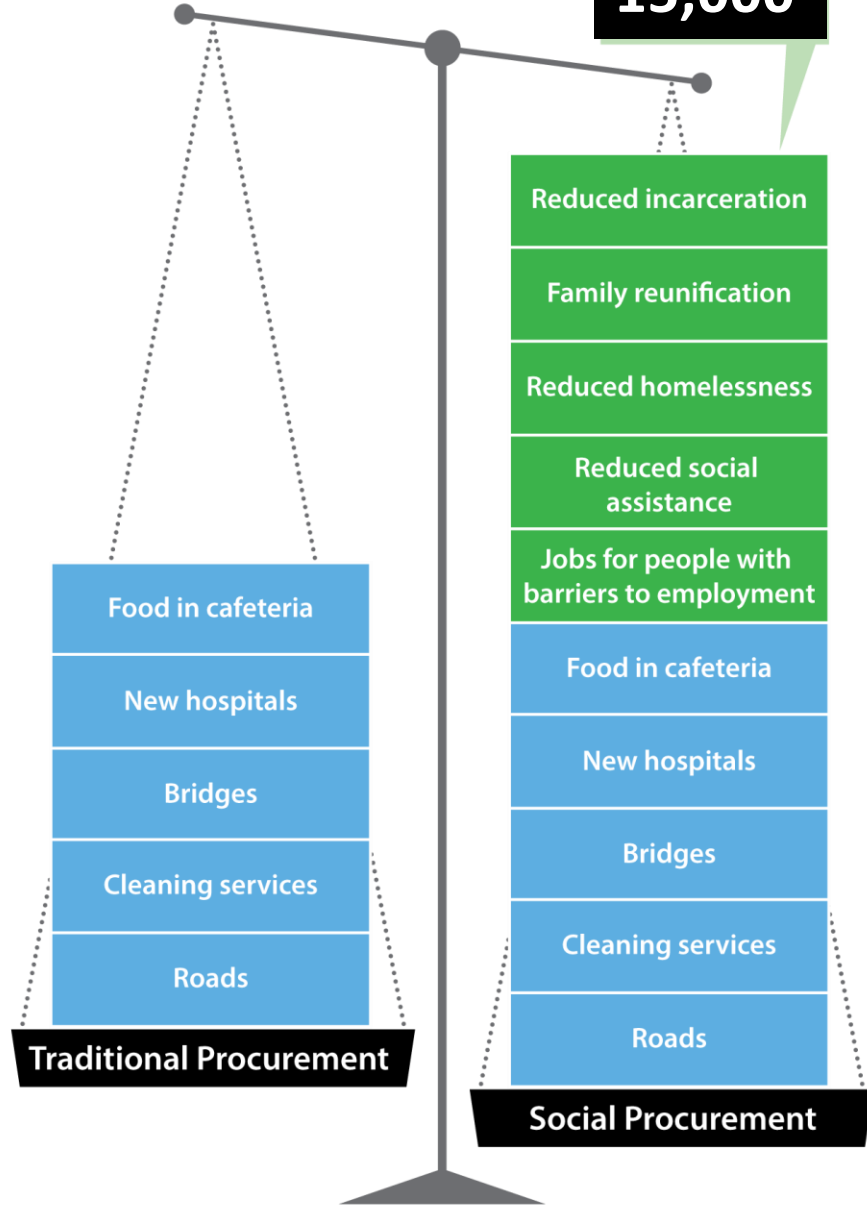 15,000
Reduced incarceration
Family reunification
Reduced homelessness
Reduced social
assistance
Jobs for people with
barriers to employment
Food in cafeteria
New hospitals
Bridges
Cleaning services
Roads
Traditional Procurement
Food in cafeteria
New hospitals
Bridges
Cleaning services
Roads
Social Procurement